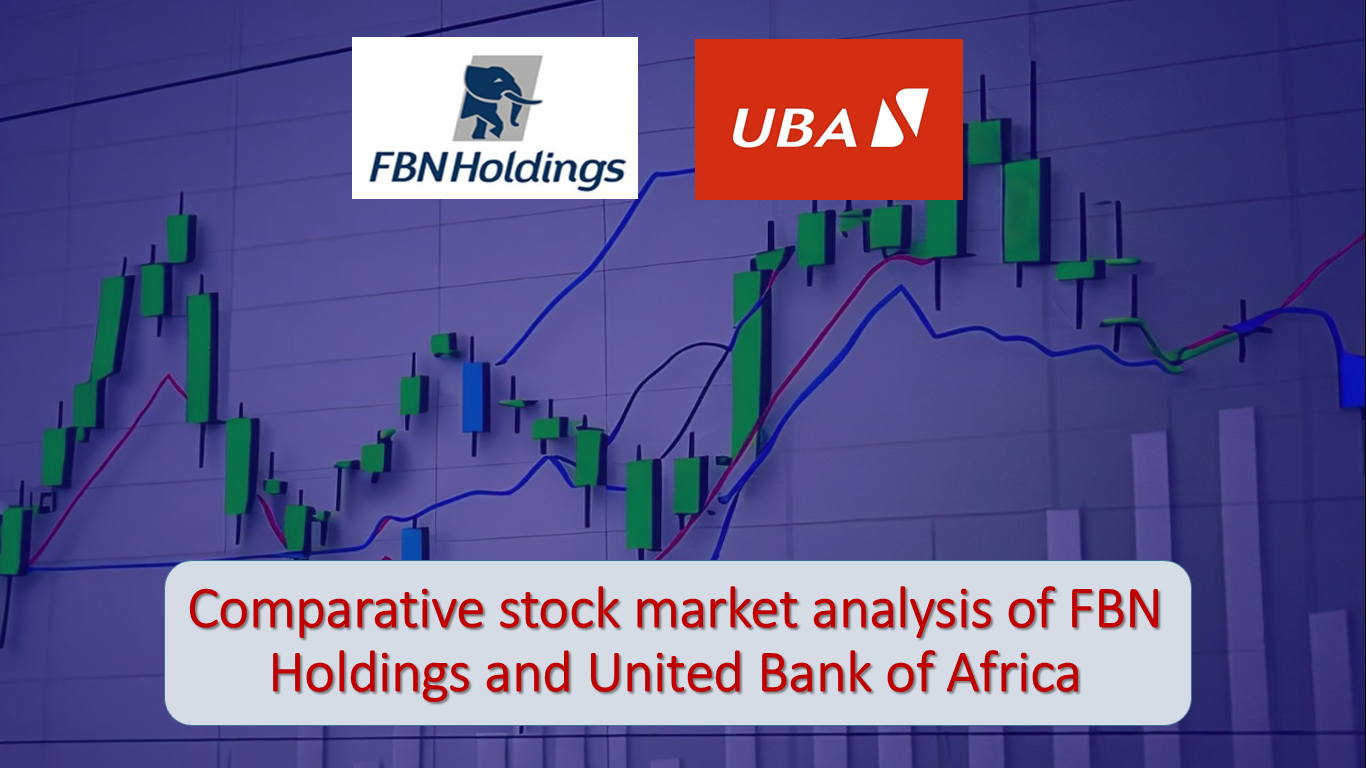 FBNHoldings
UBA
Comparative stock market analysis of FBN
Holdings and United Bank of Africa